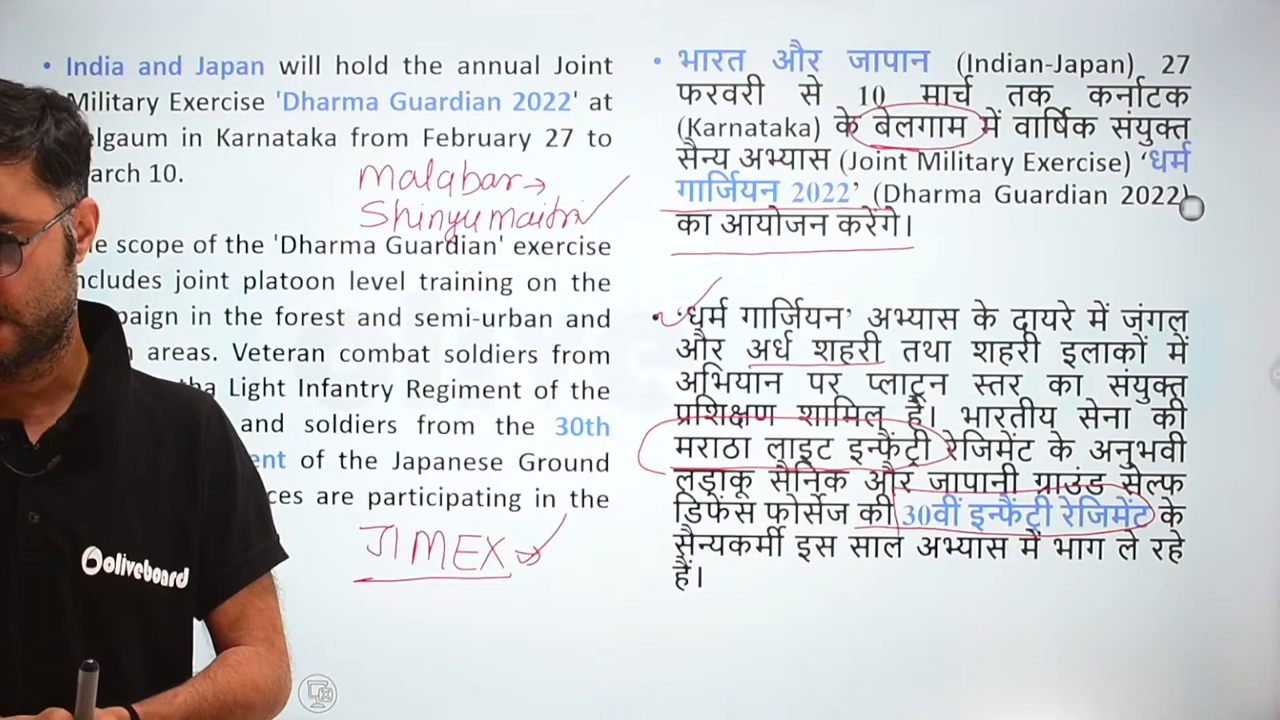 • India and Japan will hold the annual Joint
Military Exercise 'Dharma Guardian 2022' at
elgaum in Karnataka from February 27 to
arch 10.
Malabar →
Shinyu maitri
e scope of the 'Dharma Guardian' exercise
ncludes joint platoon level training on the
paign in the forest and semi-urban and
areas. Veteran combat soldiers from
tha Light Infantry Regiment of the
and soldiers from the 30th
ent of the Japanese Ground
ces are participating in the
JIMEX
oliveboard
• भारत और जापान (Indian-Japan) 27
फरवरी से 10 मार्च तक कर्नाटक
(Karnataka) के बेलगाम में वार्षिक संयुक्त
सैन्य अभ्यास (Joint Military Exercise) ‘धर्म
गार्जियन 2022’ (Dharma Guardian 2022)
का आयोजन करेंगे।
• ‘धर्म गार्जियन’ अभ्यास के दायरे में जंगल
और अर्ध शहरी तथा शहरी इलाकों में
अभियान पर प्लाटून स्तर का संयुक्त
प्रशिक्षण शामिल है। भारतीय सेना की
मराठा लाइट इन्फैंट्री रेजिमेंट के अनुभवी
लड़ाकू सैनिक और जापानी ग्राउंड सेल्फ
डिफेंस फोर्सेज की 30वीं इन्फैंट्री रेजिमेंट के
सैन्यकर्मी इस साल अभ्यास में भाग ले रहे
हैं।